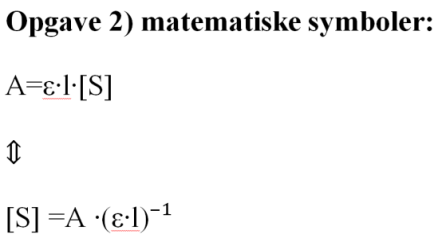 Opgave 2) matematiske symboler:
A=ε·l·[S]
⇕
[S] =A ·(ε·l)⁻¹